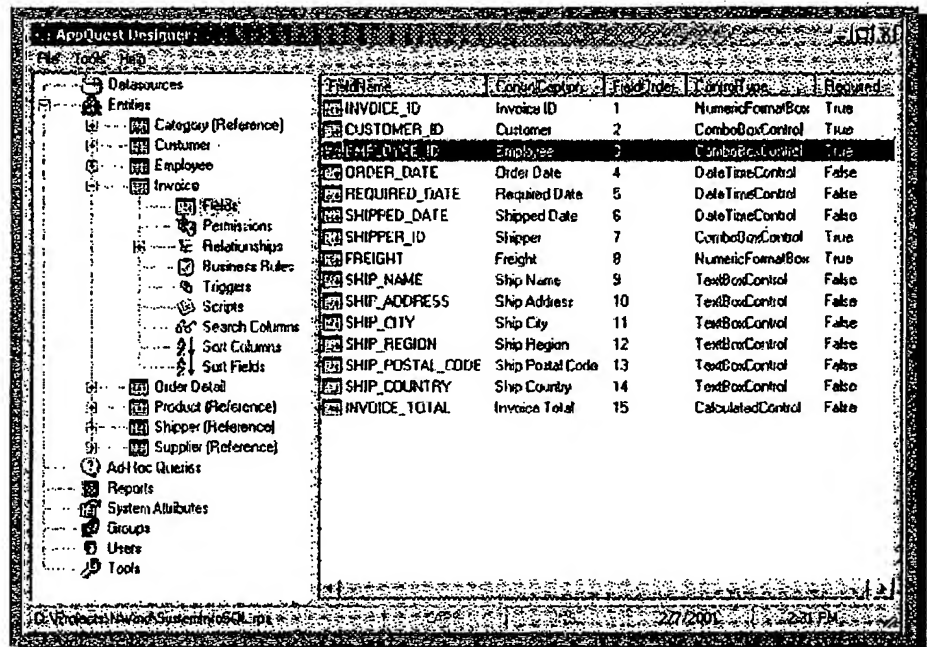 AppQuest Designer
File Tools Help
Datasources
Entities
Category (Reference)
Customer
Employee
Invoice
Fields
Permissions
Relationships
Business Rules
Triggers
Scripts
Search Columns
Sort Columns
Sort Fields
Order Detail
Product (Reference)
Shipper (Reference)
Supplier (Reference)
Ad-Hoc Queries
Reports
System Attributes
Groups
Users
Tools
FieldName FieldOrder ControlType Required
INVOICE_ID Invoice ID 1 NumericFormatBox True
CUSTOMER_ID Customer 2 ComboBoxControl True
EMPLOYEE_ID Employee 3 ComboBoxControl True
ORDER_DATE Order Date 4 DateTimeControl False
REQUIRED_DATE Required Date 5 DateTimeControl False
SHIPPED_DATE Shipped Date 6 DateTimeControl False
SHIPPER_ID Shipper 7 ComboBoxControl True
FREIGHT Freight 8 NumericFormatBox True
SHIP_NAME Ship Name 9 TextBoxControl False
SHIP_ADDRESS Ship Address 10 TextBoxControl False
SHIP_CITY Ship City 11 TextBoxControl False
SHIP_REGION Ship Region 12 TextBoxControl False
SHIP_POSTAL_CODE Ship Postal Code 13 TextBoxControl False
SHIP_COUNTRY Ship Country 14 TextBoxControl False
INVOICE_TOTAL Invoice Total 15 CalculatedControl False
2/7/2001 2:31 PM